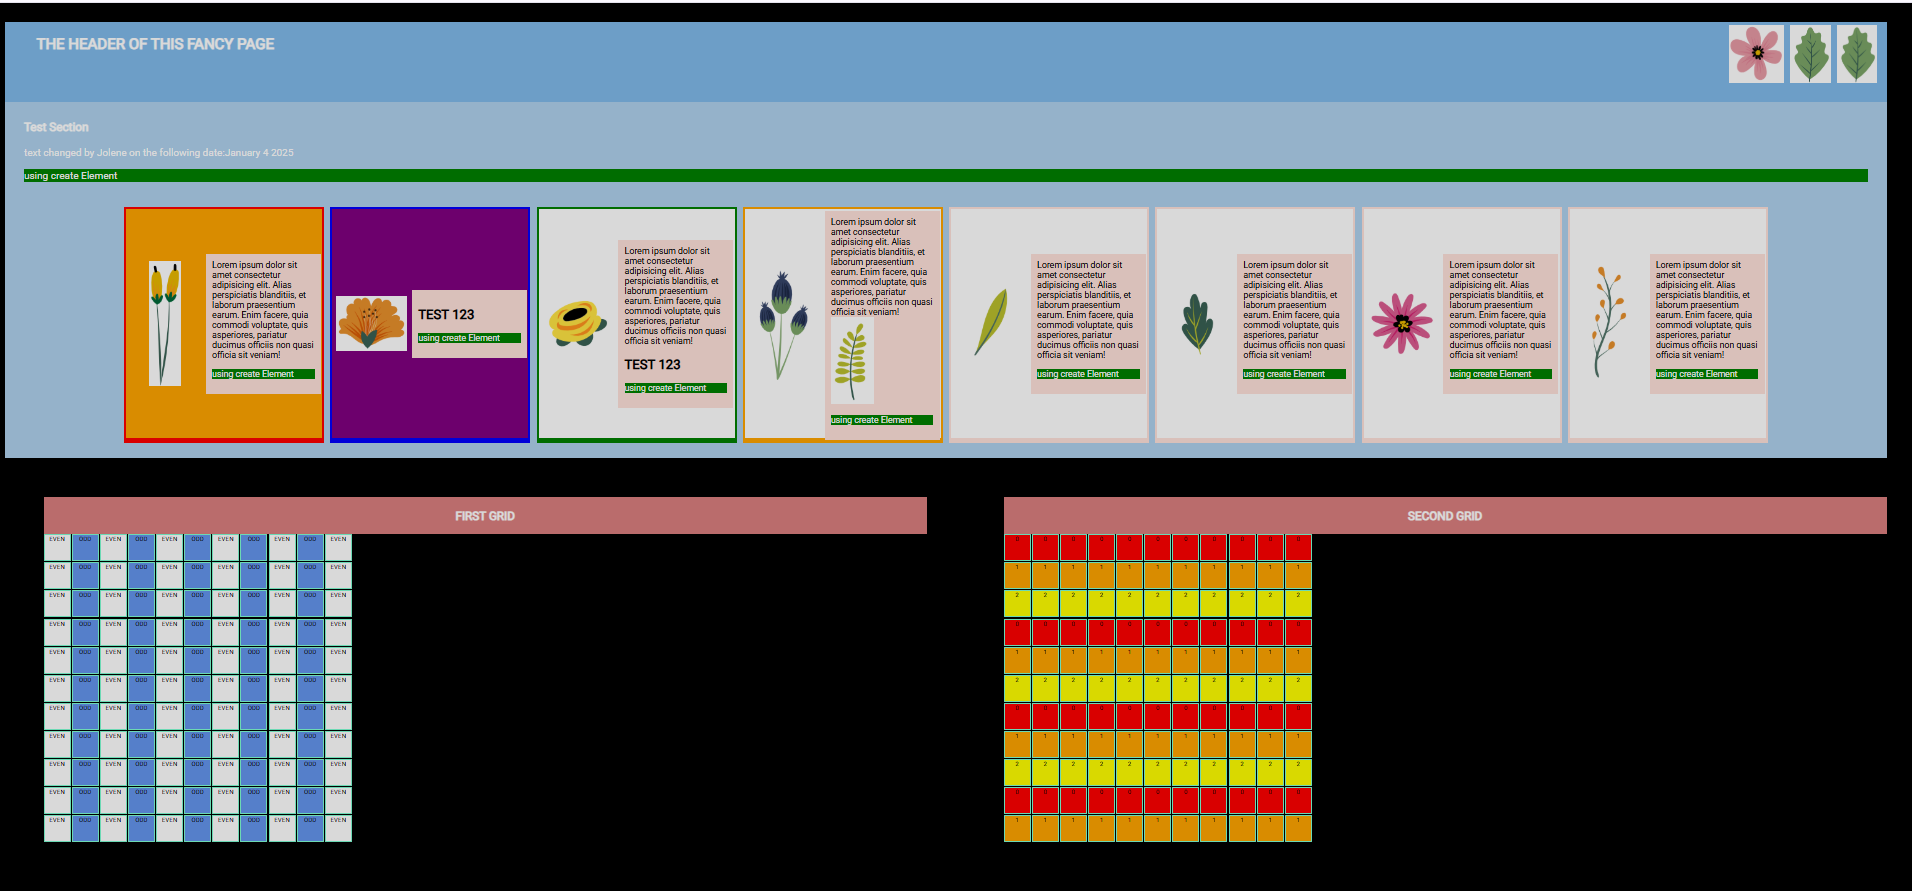 THE HEADER OF THIS FANCY PAGE
Test Section
text changed by Jolene on the following date:January 4 2025
using create Element
Lorem ipsum dolor sit
amet consectetur
adipisicing elit. Alias
perspiciatis blanditiis, et
laborum praesentium
earum. Enim facere, quia
commodi voluptate, quis
asperiores, pariatur
ducimus officiis non quasi
officia sit veniam!
using create Element
TEST 123
using create Element
Lorem ipsum dolor sit
amet consectetur
adipisicing elit. Alias
perspiciatis blanditiis, et
laborum praesentium
earum. Enim facere, quia
commodi voluptate, quis
asperiores, pariatur
ducimus officiis non quasi
officia sit veniam!
TEST 123
using create Element
Lorem ipsum dolor sit
amet consectetur
adipisicing elit. Alias
perspiciatis blanditiis, et
laborum praesentium
earum. Enim facere, quia
commodi voluptate, quis
asperiores, pariatur
ducimus officiis non quasi
officia sit veniam!
using create Element
Lorem ipsum dolor sit
amet consectetur
adipisicing elit. Alias
perspiciatis blanditiis, et
laborum praesentium
earum. Enim facere, quia
commodi voluptate, quis
asperiores, pariatur
ducimus officiis non quasi
officia sit veniam!
using create Element
Lorem ipsum dolor sit
amet consectetur
adipisicing elit. Alias
perspiciatis blanditiis, et
laborum praesentium
earum. Enim facere, quia
commodi voluptate, quis
asperiores, pariatur
ducimus officiis non quasi
officia sit veniam!
using create Element
Lorem ipsum dolor sit
amet consectetur
adipisicing elit. Alias
perspiciatis blanditiis, et
laborum praesentium
earum. Enim facere, quia
commodi voluptate, quis
asperiores, pariatur
ducimus officiis non quasi
officia sit veniam!
using create Element
Lorem ipsum dolor sit
amet consectetur
adipisicing elit. Alias
perspiciatis blanditiis, et
laborum praesentium
earum. Enim facere, quia
commodi voluptate, quis
asperiores, pariatur
ducimus officiis non quasi
officia sit veniam!
using create Element
FIRST GRID
EVEN ODD EVEN ODD EVEN ODD EVEN ODD EVEN ODD EVEN
EVEN ODD EVEN ODD EVEN ODD EVEN ODD EVEN ODD EVEN
EVEN ODD EVEN ODD EVEN ODD EVEN ODD EVEN ODD EVEN
EVEN ODD EVEN ODD EVEN ODD EVEN ODD EVEN ODD EVEN
EVEN ODD EVEN ODD EVEN ODD EVEN ODD EVEN ODD EVEN
EVEN ODD EVEN ODD EVEN ODD EVEN ODD EVEN ODD EVEN
EVEN ODD EVEN ODD EVEN ODD EVEN ODD EVEN ODD EVEN
EVEN ODD EVEN ODD EVEN ODD EVEN ODD EVEN ODD EVEN
EVEN ODD EVEN ODD EVEN ODD EVEN ODD EVEN ODD EVEN
EVEN ODD EVEN ODD EVEN ODD EVEN ODD EVEN ODD EVEN
EVEN ODD EVEN ODD EVEN ODD EVEN ODD EVEN ODD EVEN
SECOND GRID
0 0 0 0 0 0 0 0 0 0 0
1 1 1 1 1 1 1 1 1 1 1
2 2 2 2 2 2 2 2 2 2 2
0 0 0 0 0 0 0 0 0 0 0
1 1 1 1 1 1 1 1 1 1 1
2 2 2 2 2 2 2 2 2 2 2
0 0 0 0 0 0 0 0 0 0 0
1 1 1 1 1 1 1 1 1 1 1
2 2 2 2 2 2 2 2 2 2 2
0 0 0 0 0 0 0 0 0 0 0
1 1 1 1 1 1 1 1 1 1 1